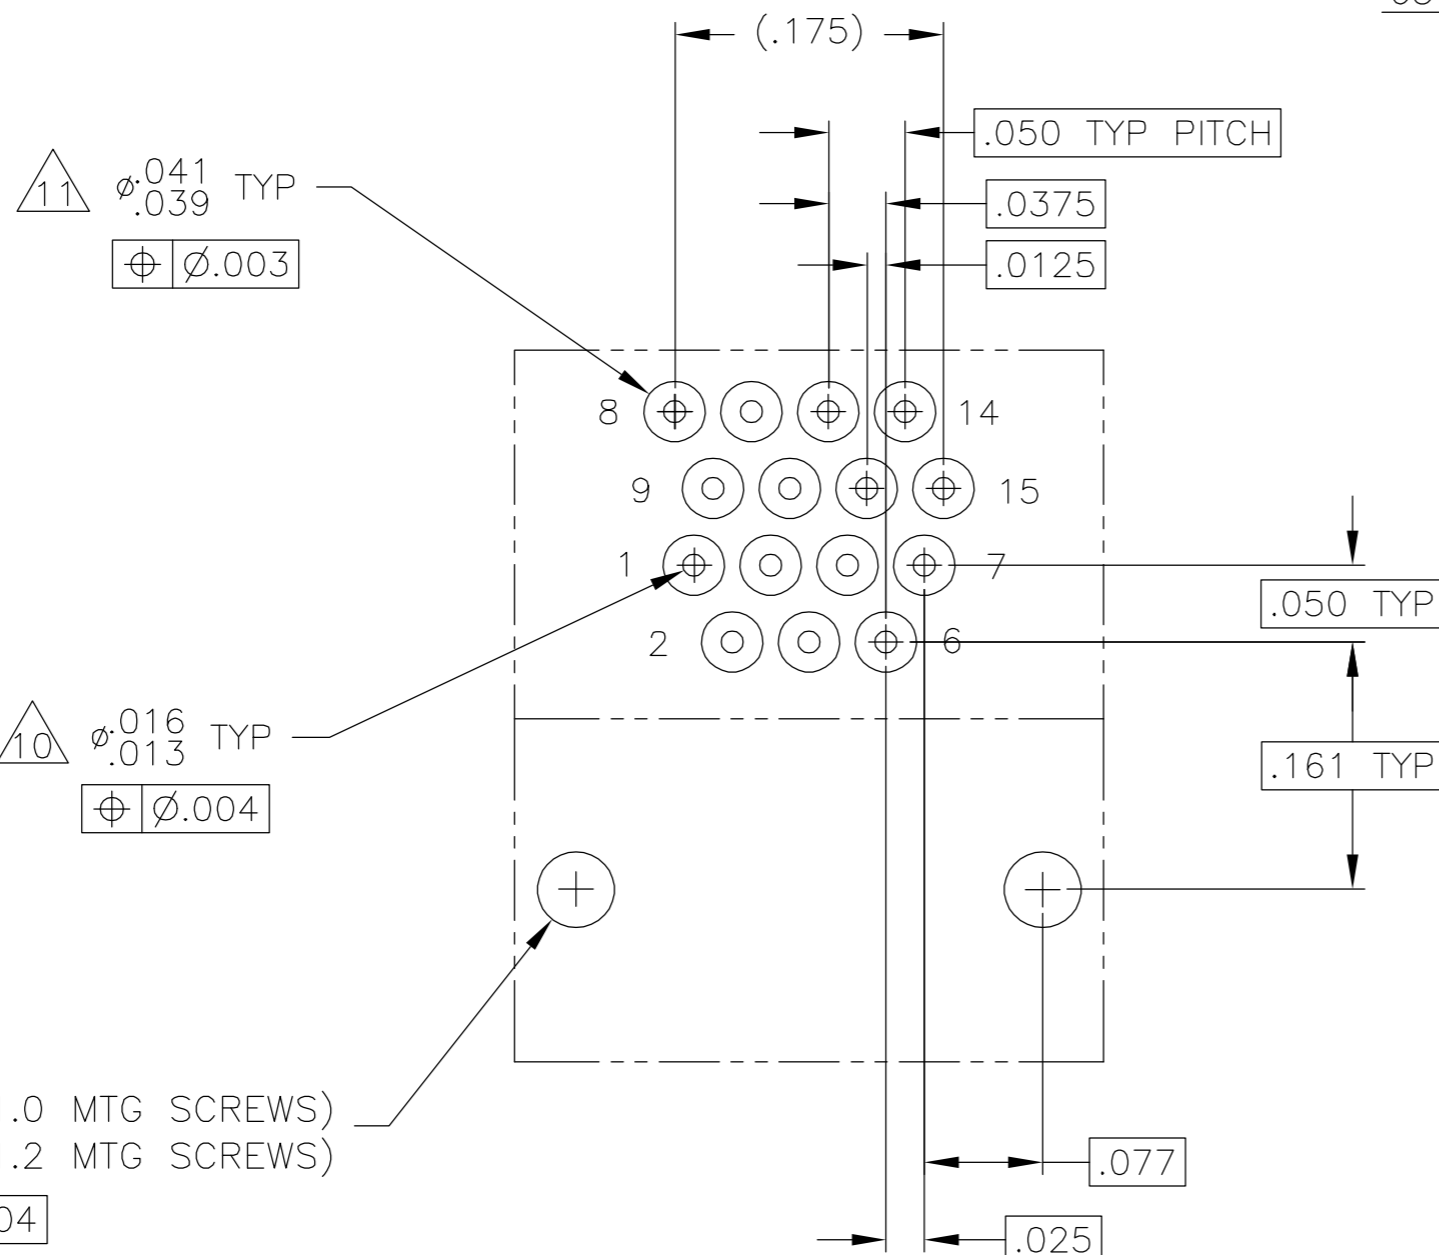 (.175)
.050 TYP PITCH
11 ⌀.041 TYP
.039
.0375
⌖ ⌀.003
.0125
8 14
9 15
1 7
.050 TYP
2 6
10 ⌀.016 TYP
.013
.161 TYP
⌖ ⌀.004
.0 MTG SCREWS)
.2 MTG SCREWS)
.077
04
.025